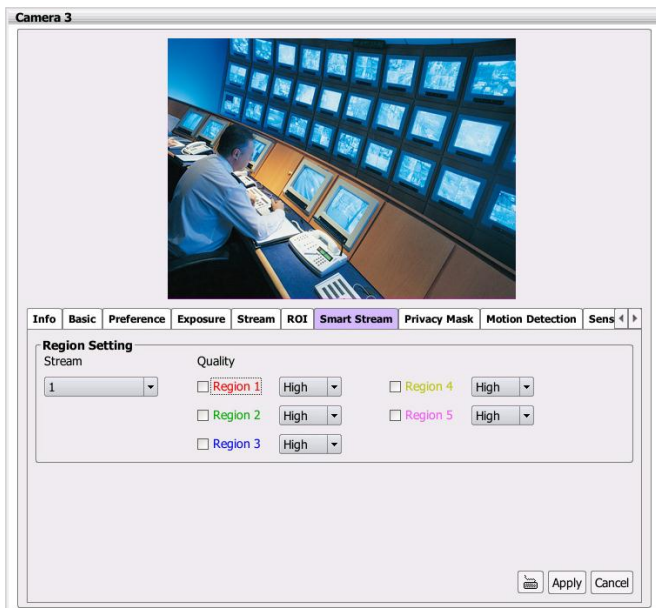 Camera 3
Info Basic Preference Exposure Stream ROI Smart Stream Privacy Mask Motion Detection Sens
Region Setting
Stream Quality
1 Region 1 High Region 4 High
Region 2 High Region 5 High
Region 3 High
Apply Cancel